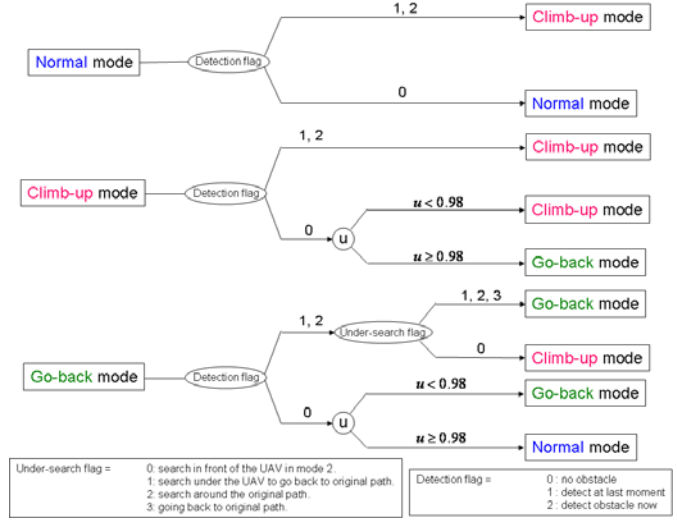 1, 2
Climb-up mode
Normal mode
Detection flag
0
Normal mode
1, 2
Climb-up mode
Climb-up mode
Detection flag
u < 0.98
Climb-up mode
0
u
u ≥ 0.98
Go-back mode
1, 2, 3
Go-back mode
1, 2
Under-search flag
0
Climb-up mode
Go-back mode
Detection flag
u < 0.98
Go-back mode
0
u
u ≥ 0.98
Normal mode
Under-search flag = 0: search in front of the UAV in mode 2.
1: search under the UAV to go back to original path.
2: search around the original path.
3: going back to original path.
Detection flag = 0 : no obstacle
1 : detect at last moment
2 : detect obstacle now